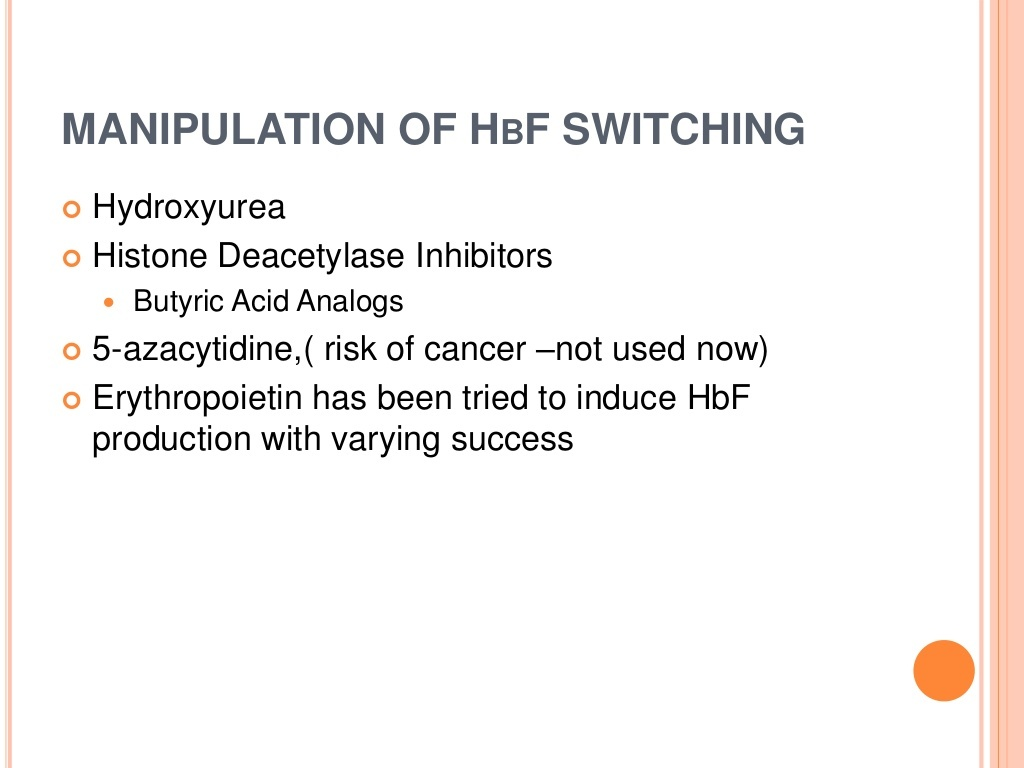 MANIPULATION OF HBF SWITCHING
Hydroxyurea
Histone Deacetylase Inhibitors
Butyric Acid Analogs
5-azacytidine,( risk of cancer –not used now)
Erythropoietin has been tried to induce HbF
production with varying success